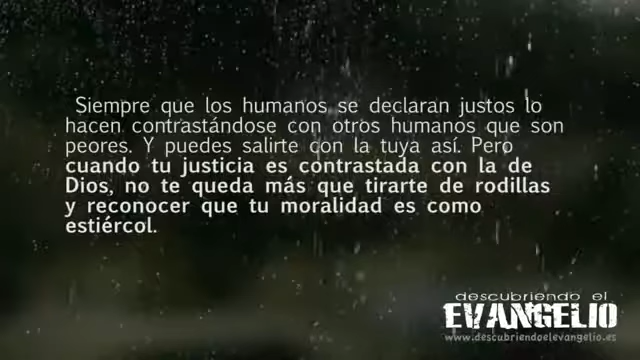 Siempre que los humanos se declaran justos lo
hacen contrastándose con otros humanos que son
peores. Y puedes salirte con la tuya así. Pero
cuando tu justicia es contrastada con la de
Dios, no te queda más que tirarte de rodillas
y reconocer que tu moralidad es como
estiércol.
descubriendo el
EVANGELIO
www.descubriendoelevangelio.es